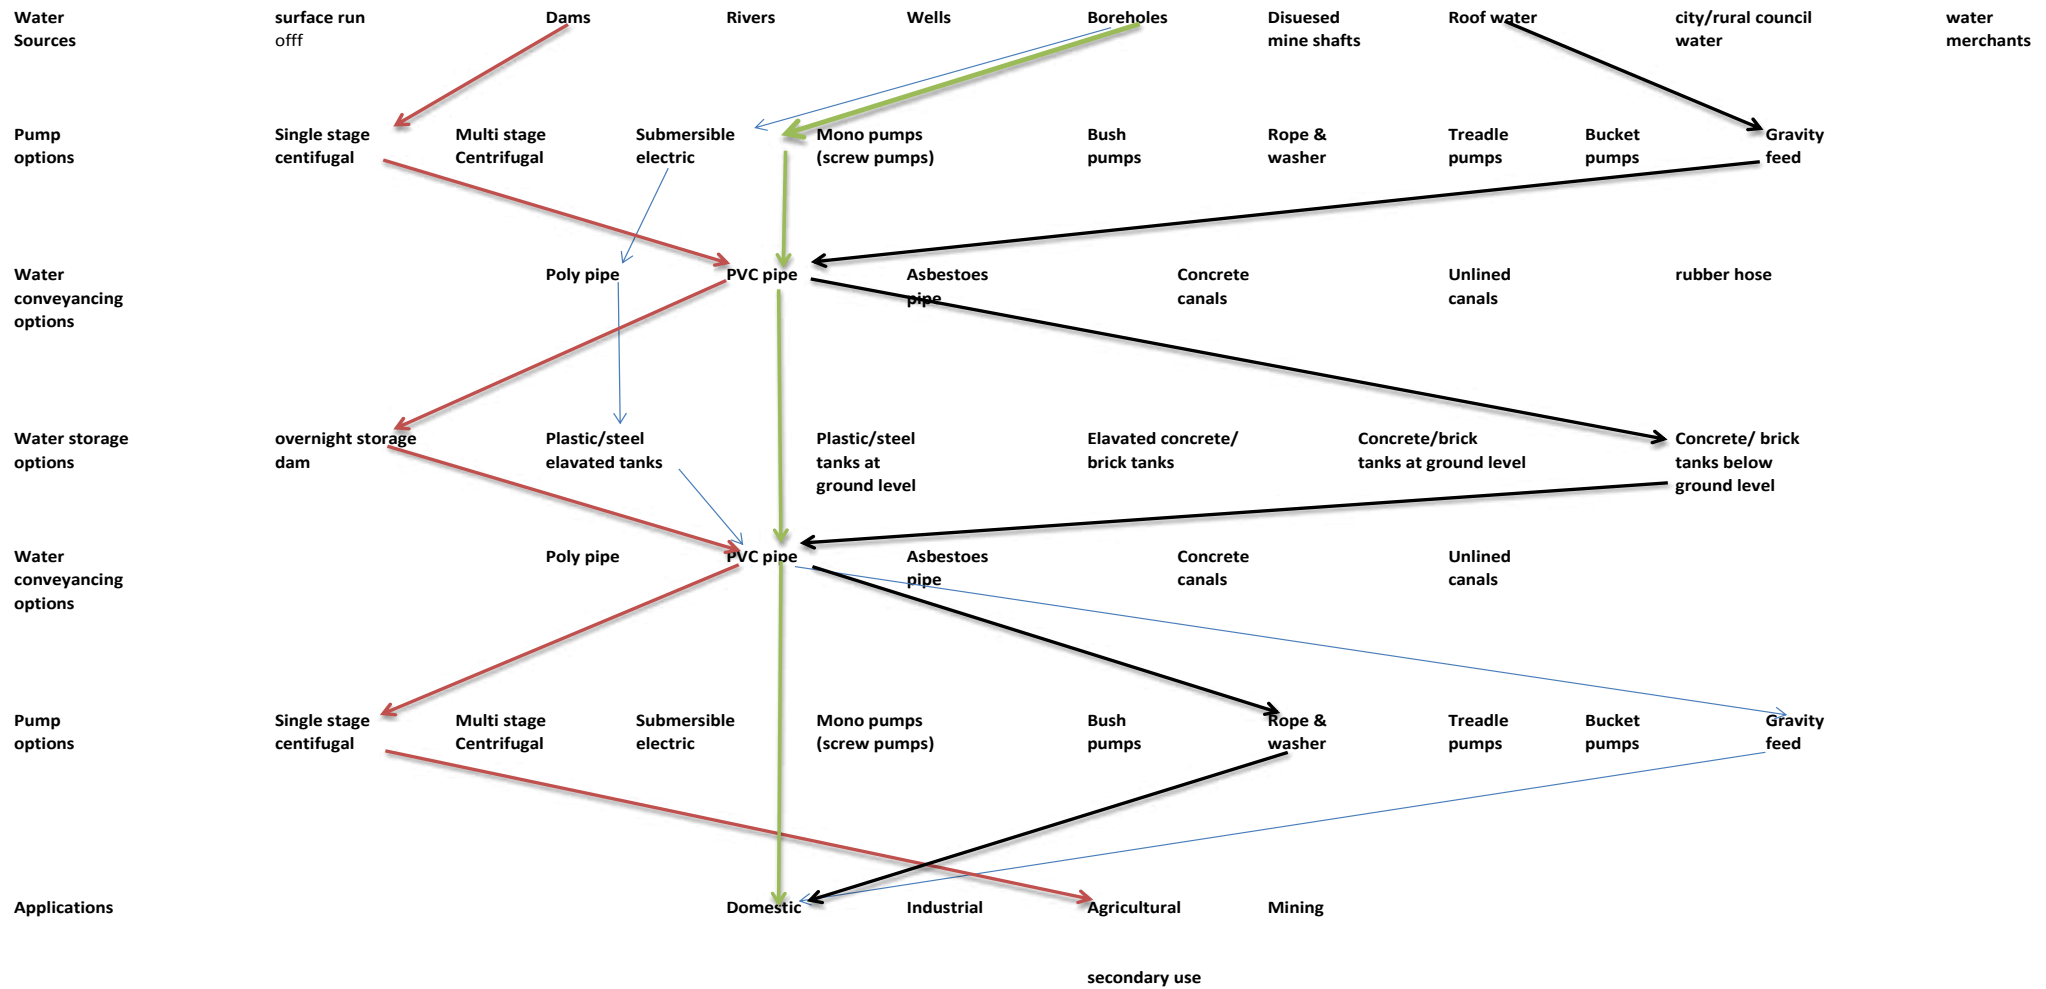 Water surface run Dams Rivers Wells Boreholes Disuesed Roof water city/rural council water
Sources offf mine shafts water merchants
Pump Single stage Multi stage Submersible Mono pumps Bush Rope & Treadle Bucket Gravity
options centifugal Centrifugal electric (screw pumps) pumps washer pumps pumps feed
Water Poly pipe PVC pipe Asbestoes Concrete Unlined rubber hose
conveyancing pipe canals canals
options
Water storage overnight storage Plastic/steel Plastic/steel Elavated concrete/ Concrete/brick Concrete/ brick
options dam elavated tanks tanks at brick tanks tanks at ground level tanks below
ground level ground level
Water Poly pipe PVC pipe Asbestoes Concrete Unlined
conveyancing pipe canals canals
options
Pump Single stage Multi stage Submersible Mono pumps Bush Rope & Treadle Bucket Gravity
options centifugal Centrifugal electric (screw pumps) pumps washer pumps pumps feed
Applications Domestic Industrial Agricultural Mining
secondary use